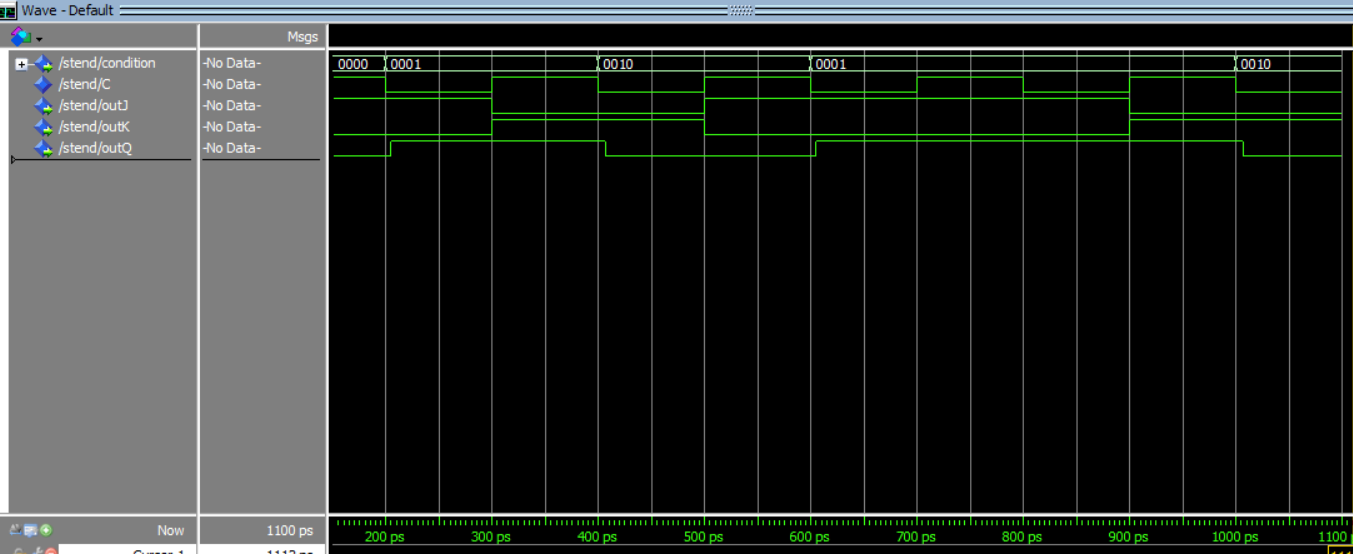 Wave - Default
Msgs
/stend/condition -No Data- 0000 0001 0010 0001 0010
/stend/C -No Data-
/stend/outJ -No Data-
/stend/outK -No Data-
/stend/outQ -No Data-
Now 1100 ps 200 ps 300 ps 400 ps 500 ps 600 ps 700 ps 800 ps 900 ps 1000 ps 1100
Cursor 1